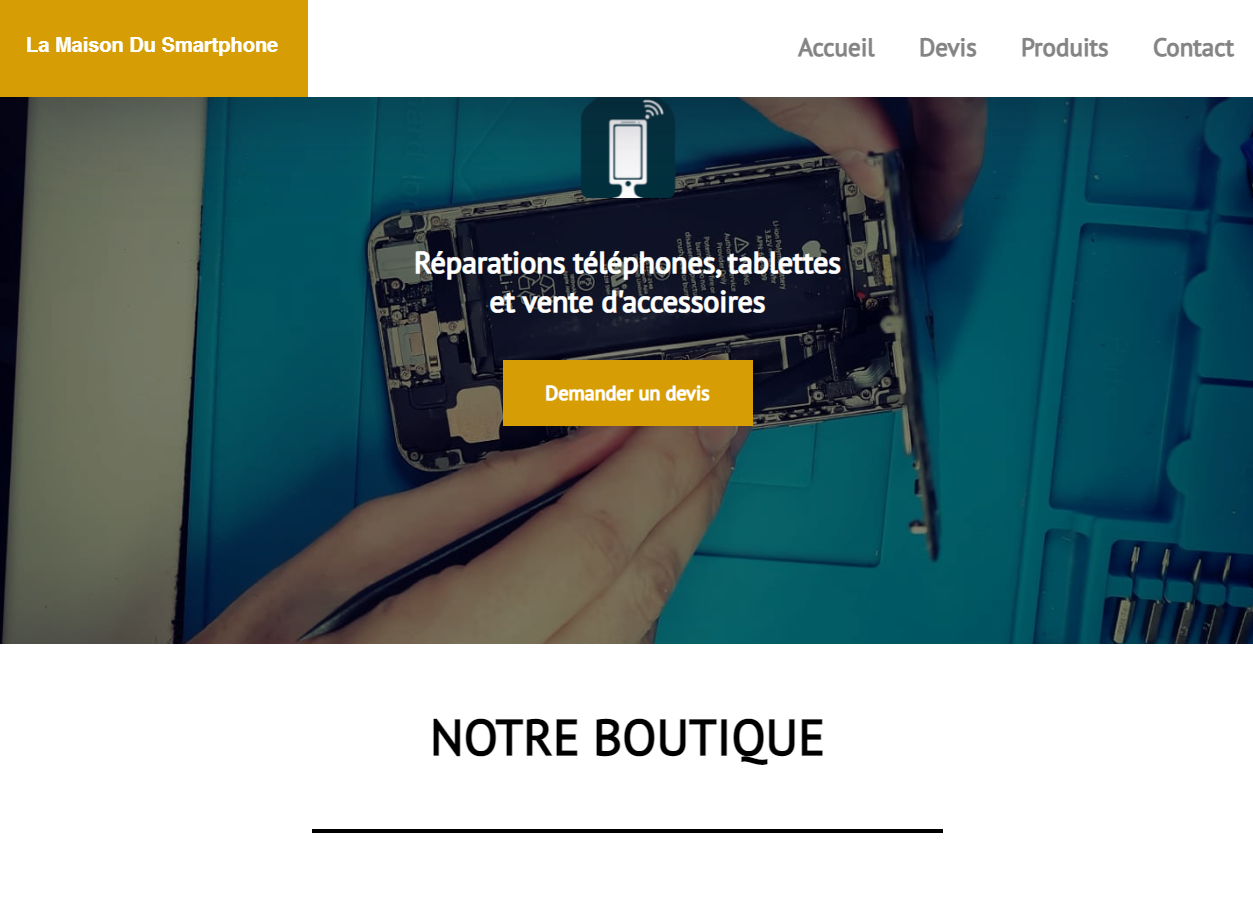 La Maison Du Smartphone
Accueil
Devis
Produits
Contact
Réparations téléphones, tablettes
et vente d'accessoires
Demander un devis
NOTRE BOUTIQUE